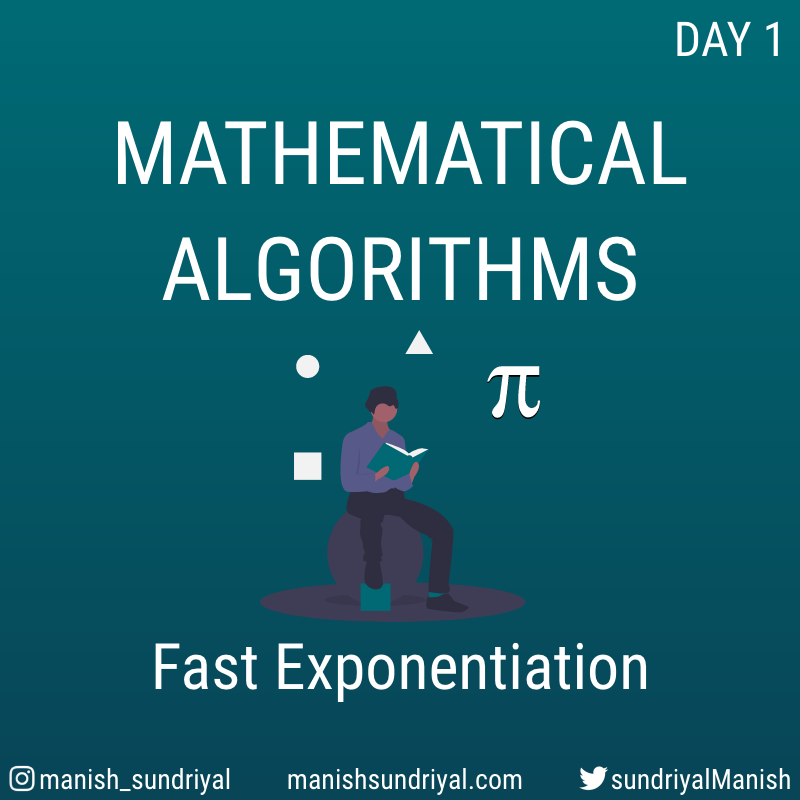 DAY 1
MATHEMATICAL
ALGORITHMS
π
Fast Exponentiation
manish_sundriyal manishsundriyal.com sundriyalManish